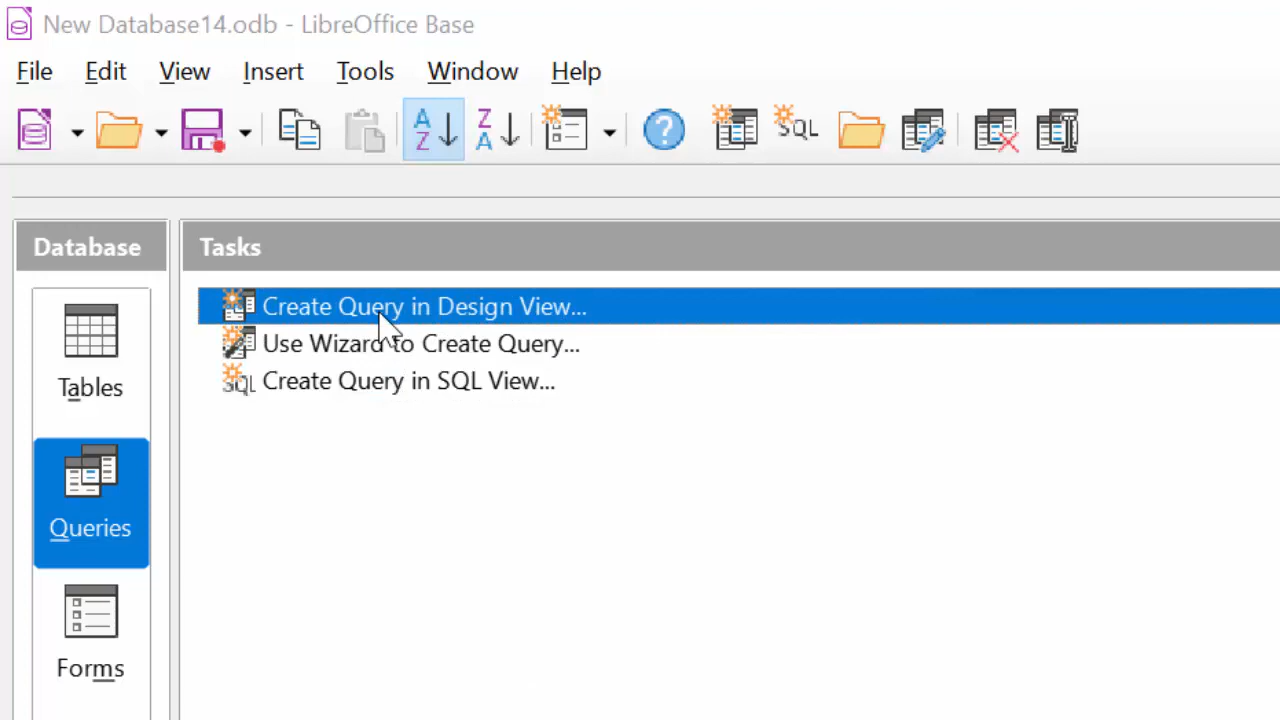 New Database14.odb - LibreOffice Base
File Edit View Insert Tools Window Help
A
Z
Z
A
SQL
Database
Tasks
Create Query in Design View...
Use Wizard to Create Query...
SQL Create Query in SQL View...
Tables
Queries
Forms